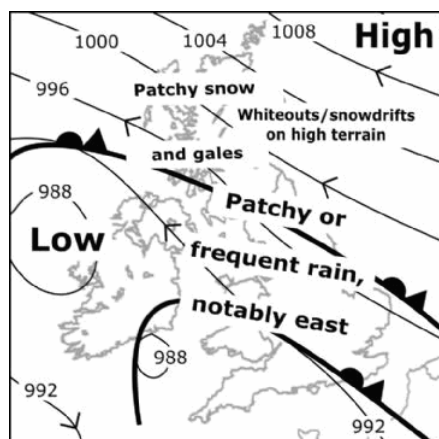 1000
1004
1008
High
996
Patchy snow
Whiteouts/snowdrifts
on high terrain
and gales
988
Patchy or
Low
frequent rain,
notably east
988
992
992